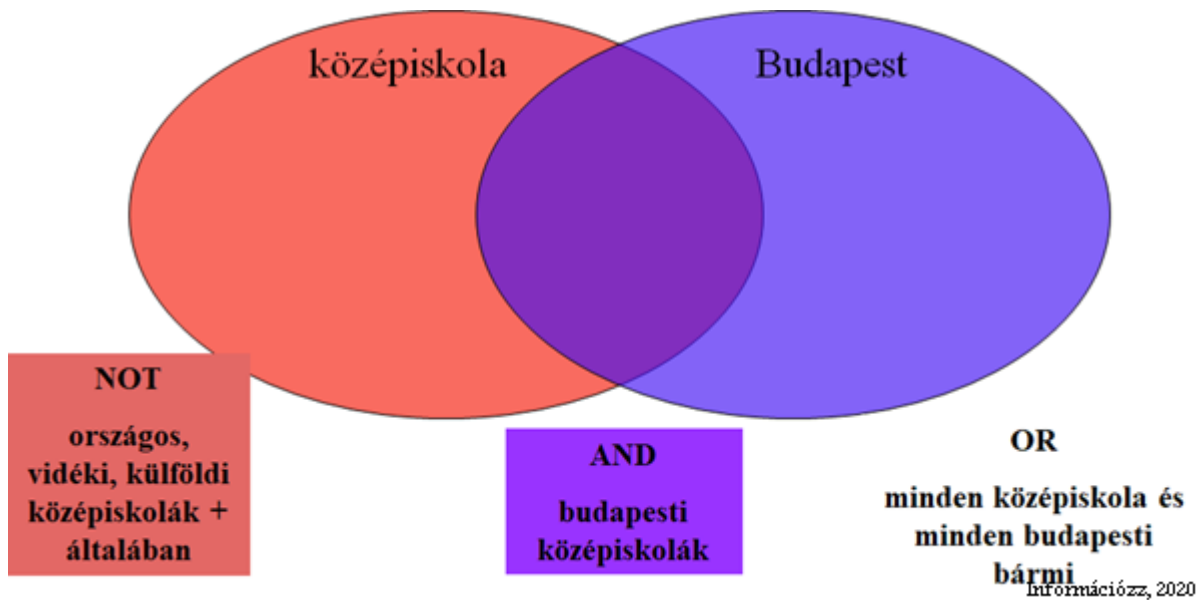 középiskola
Budapest
NOT
országos,
vidéki, külföldi
középiskolák +
általában
AND
budapesti
középiskolák
OR
minden középiskola és
minden budapesti
bármi
Információzz, 2020